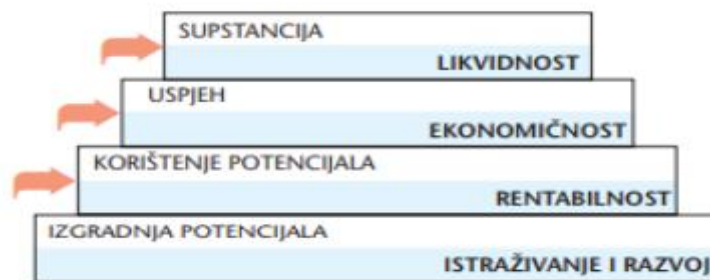 SUPSTANCIJA
LIKVIDNOST
USPJEH
EKONOMIČNOST
KORIŠTENJE POTENCIJALA
RENTABILNOST
IZGRADNJA POTENCIJALA
ISTRAŽIVANJE I RAZVOJ